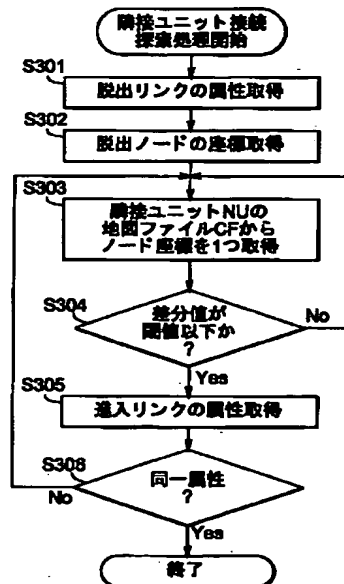 隣接ユニット接続
探索処理開始
S301
脱出リンクの属性取得
S302
脱出ノードの座標取得
S303
隣接ユニットNUの
地図ファイルCFから
ノード座標を1つ取得
S304
差分値が
閾値以下か
?
No
Yes
S305
進入リンクの属性取得
S308
同一属性
?
No
Yes
終了